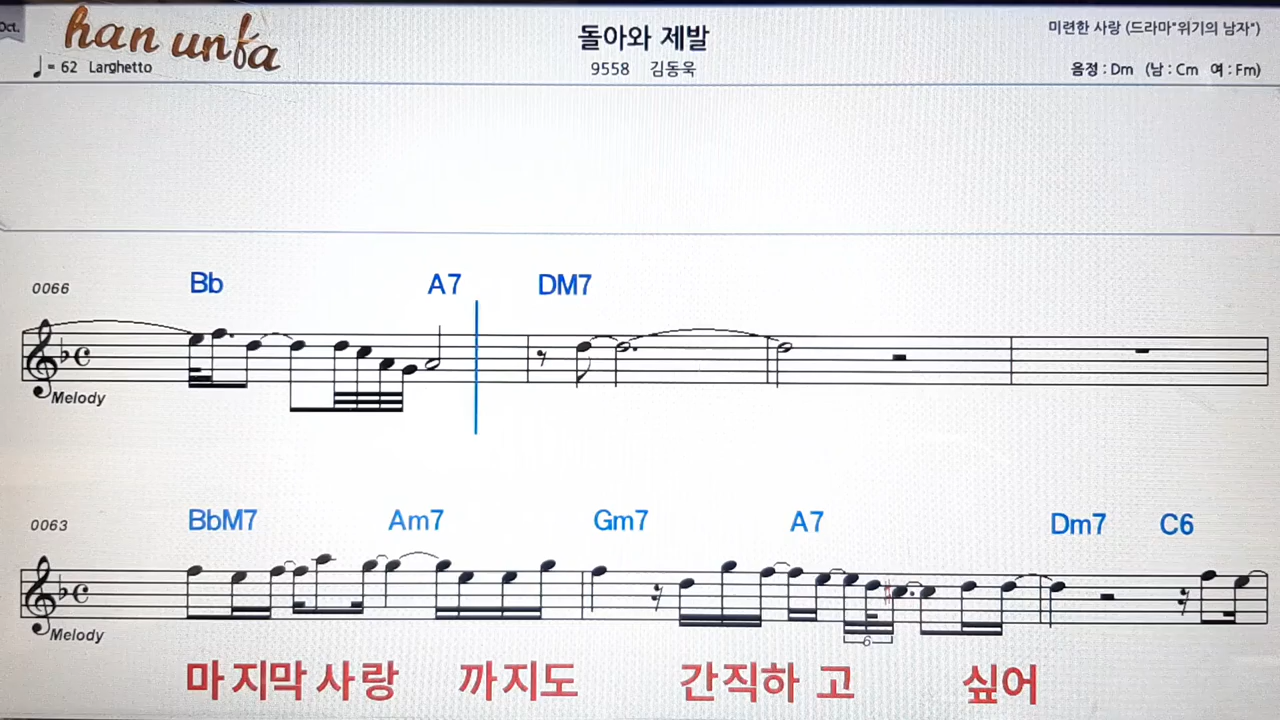 Oct.
han unfa
♩= 62 Larghetto
돌아와 제발
9558 김동욱
미련한 사랑 (드라마"위기의 남자")
음정 : Dm (남 : Cm 여 : Fm)
0066 Bb A7 DM7
Melody
0063 BbM7 Am7 Gm7 A7 Dm7 C6
Melody
6
마 지막 사 랑 까지도 간직하 고 싶어